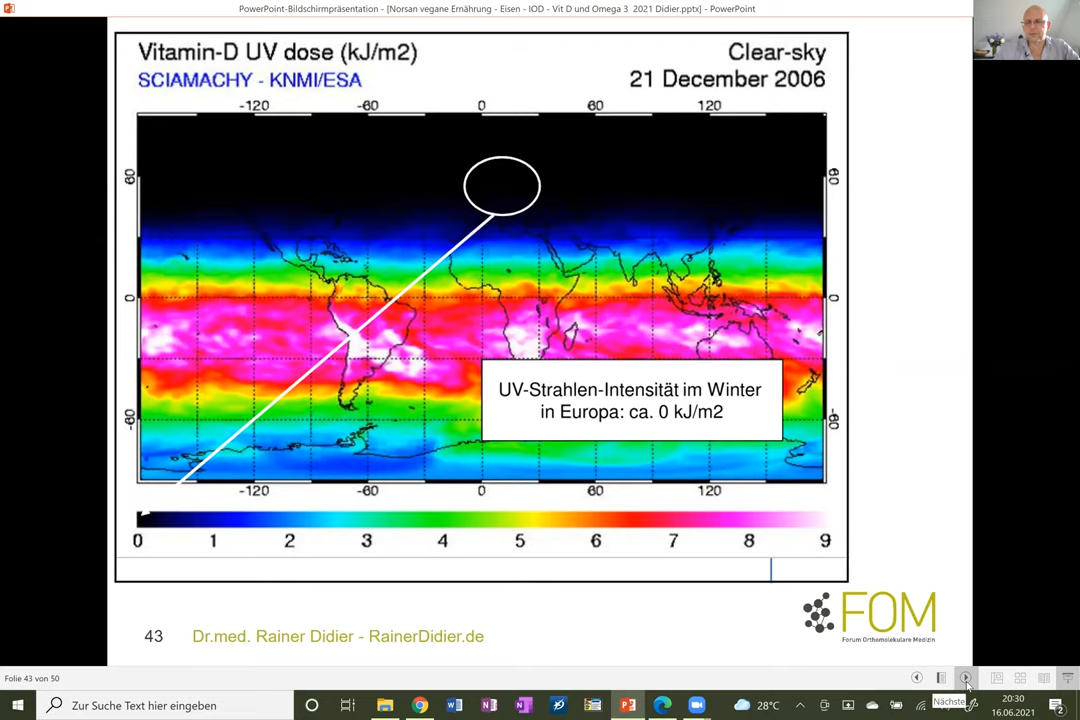 PowerPoint-Bildschirmpräsentation - [Norsan vegane Ernährung - Eisen - IOD - Vit D und Omega 3 2021 Didier.pptx] - PowerPoint
Vitamin-D UV dose (kJ/m2)
Clear-sky
SCIAMACHY - KNMI/ESA
21 December 2006
-120 -60 0 60 120
60 60
0 0
-60 -60
UV-Strahlen-Intensität im Winter
in Europa: ca. 0 kJ/m2
-120 -60 0 60 120
0 1 2 3 4 5 6 7 8 9
FOM
Forum Orthomolekulare Medizin
43 Dr.med. Rainer Didier - RainerDidier.de
Folie 43 von 50
Nächste
Zur Suche Text hier eingeben
28°C
20:30
16.06.2021
2